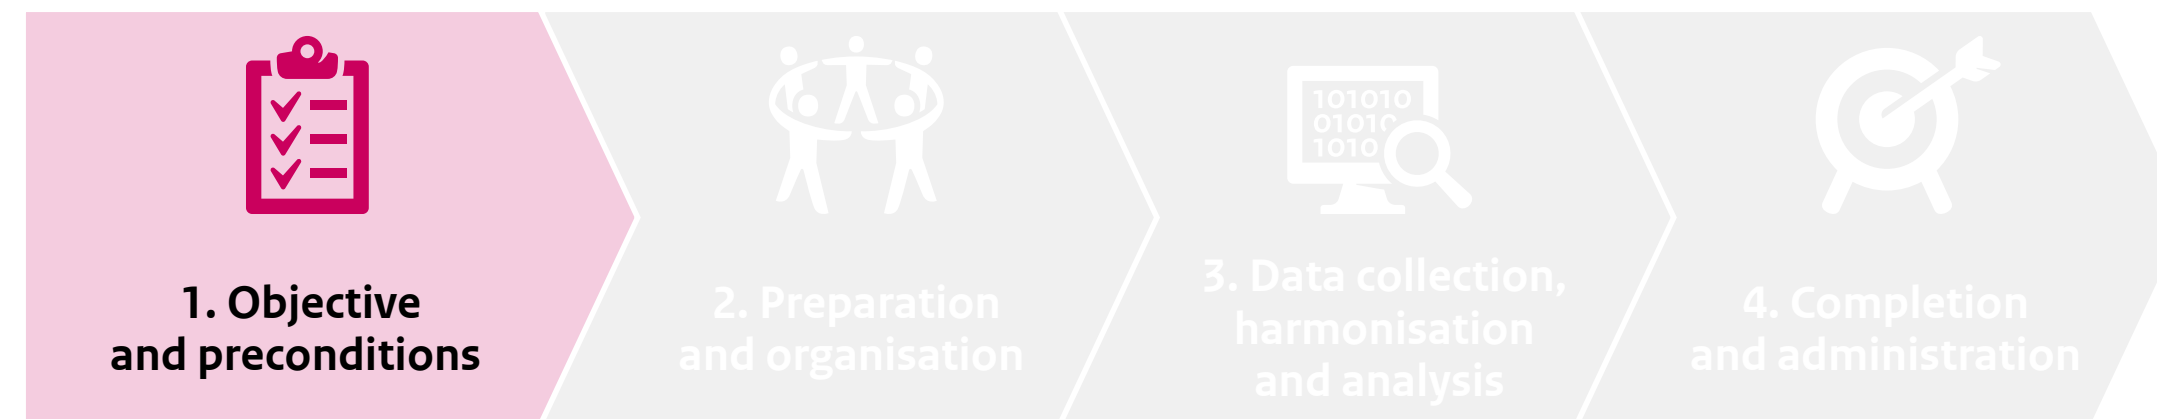 1. Objective
and preconditions
2. Preparation
and organisation
101010
01010
1010
3. Data collection,
harmonisation
and analysis
4. Completion
and administration